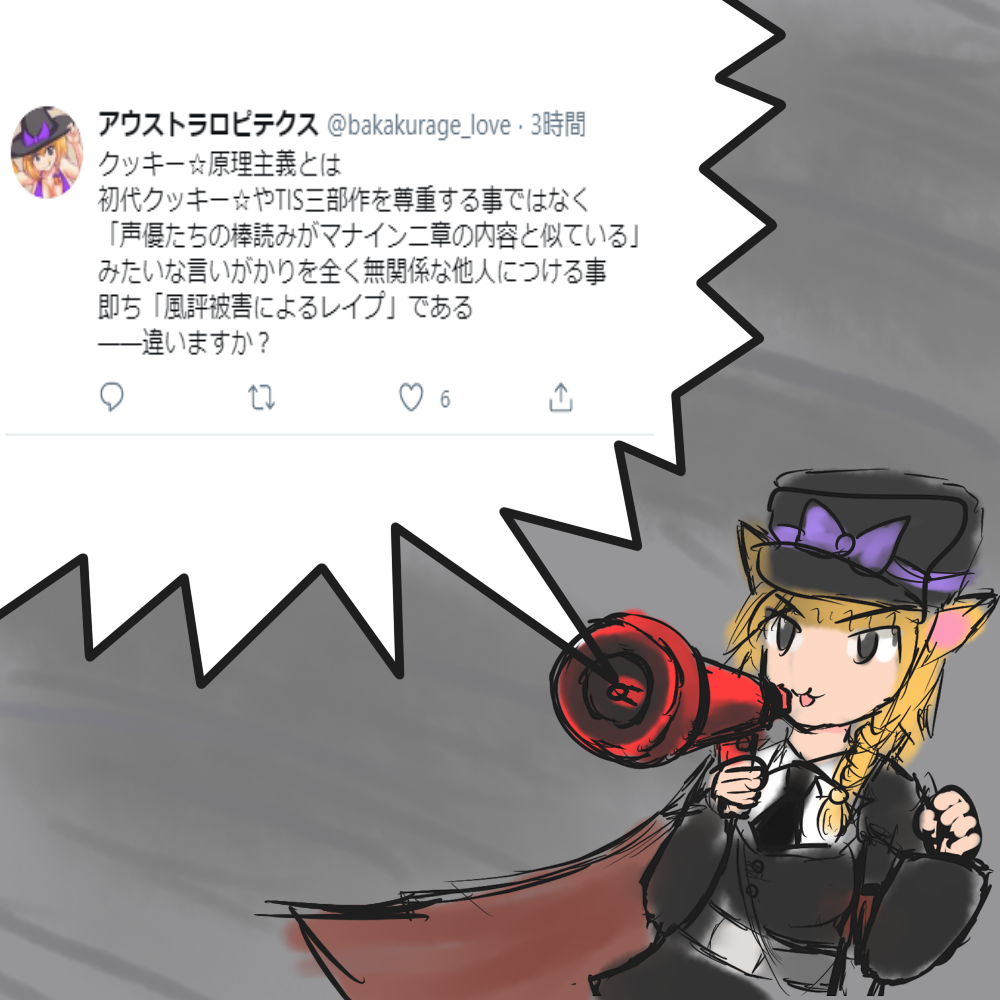 アウストラロピテクス @bakakurage_love · 3時間
クッキー☆原理主義とは
初代クッキー☆やTIS三部作を尊重する事ではなく
「声優たちの棒読みがマナイン二章の内容と似ている」
みたいな言いがかりを全く無関係な他人につける事
即ち「風評被害によるレイプ」である
——違いますか？
6